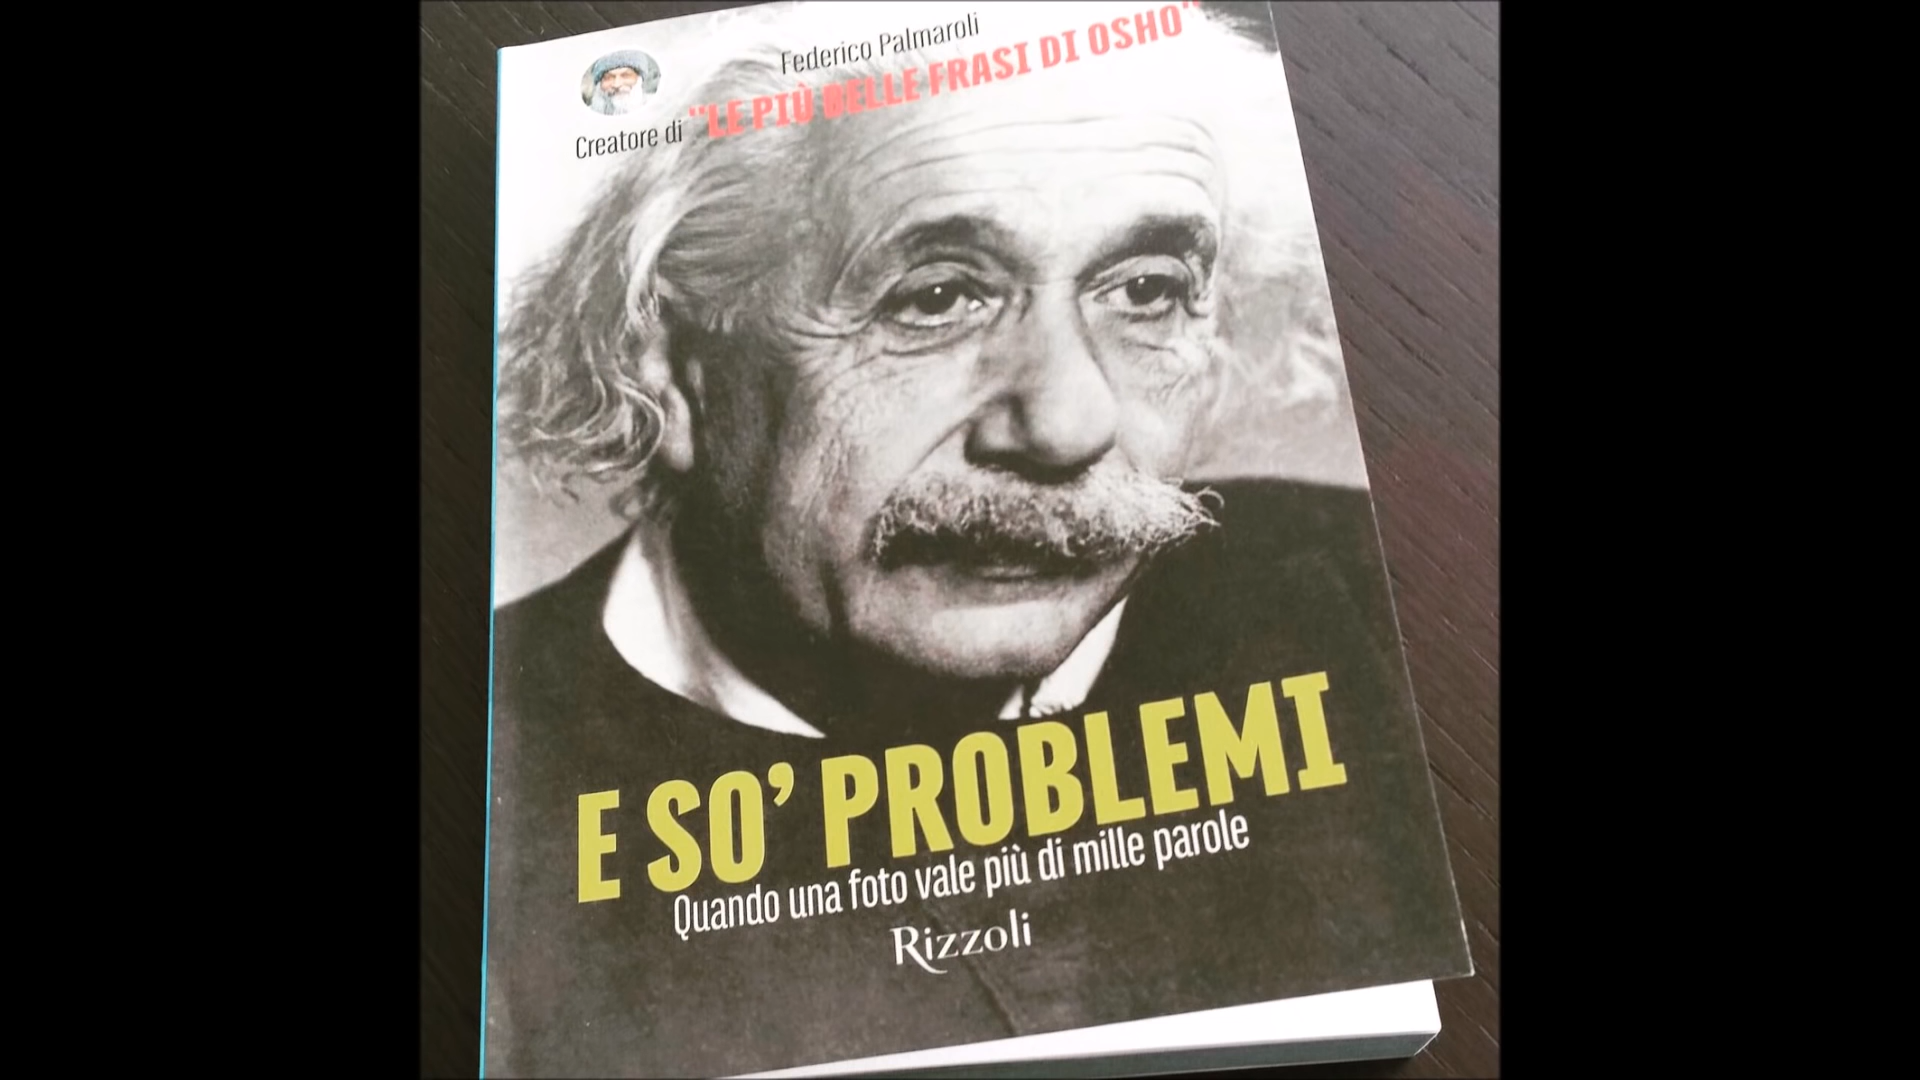 Federico Palmaroli
Creatore di "LE PIÙ BELLE FRASI DI OSHO"
E SO' PROBLEMI
Quando una foto vale più di mille parole
Rizzoli